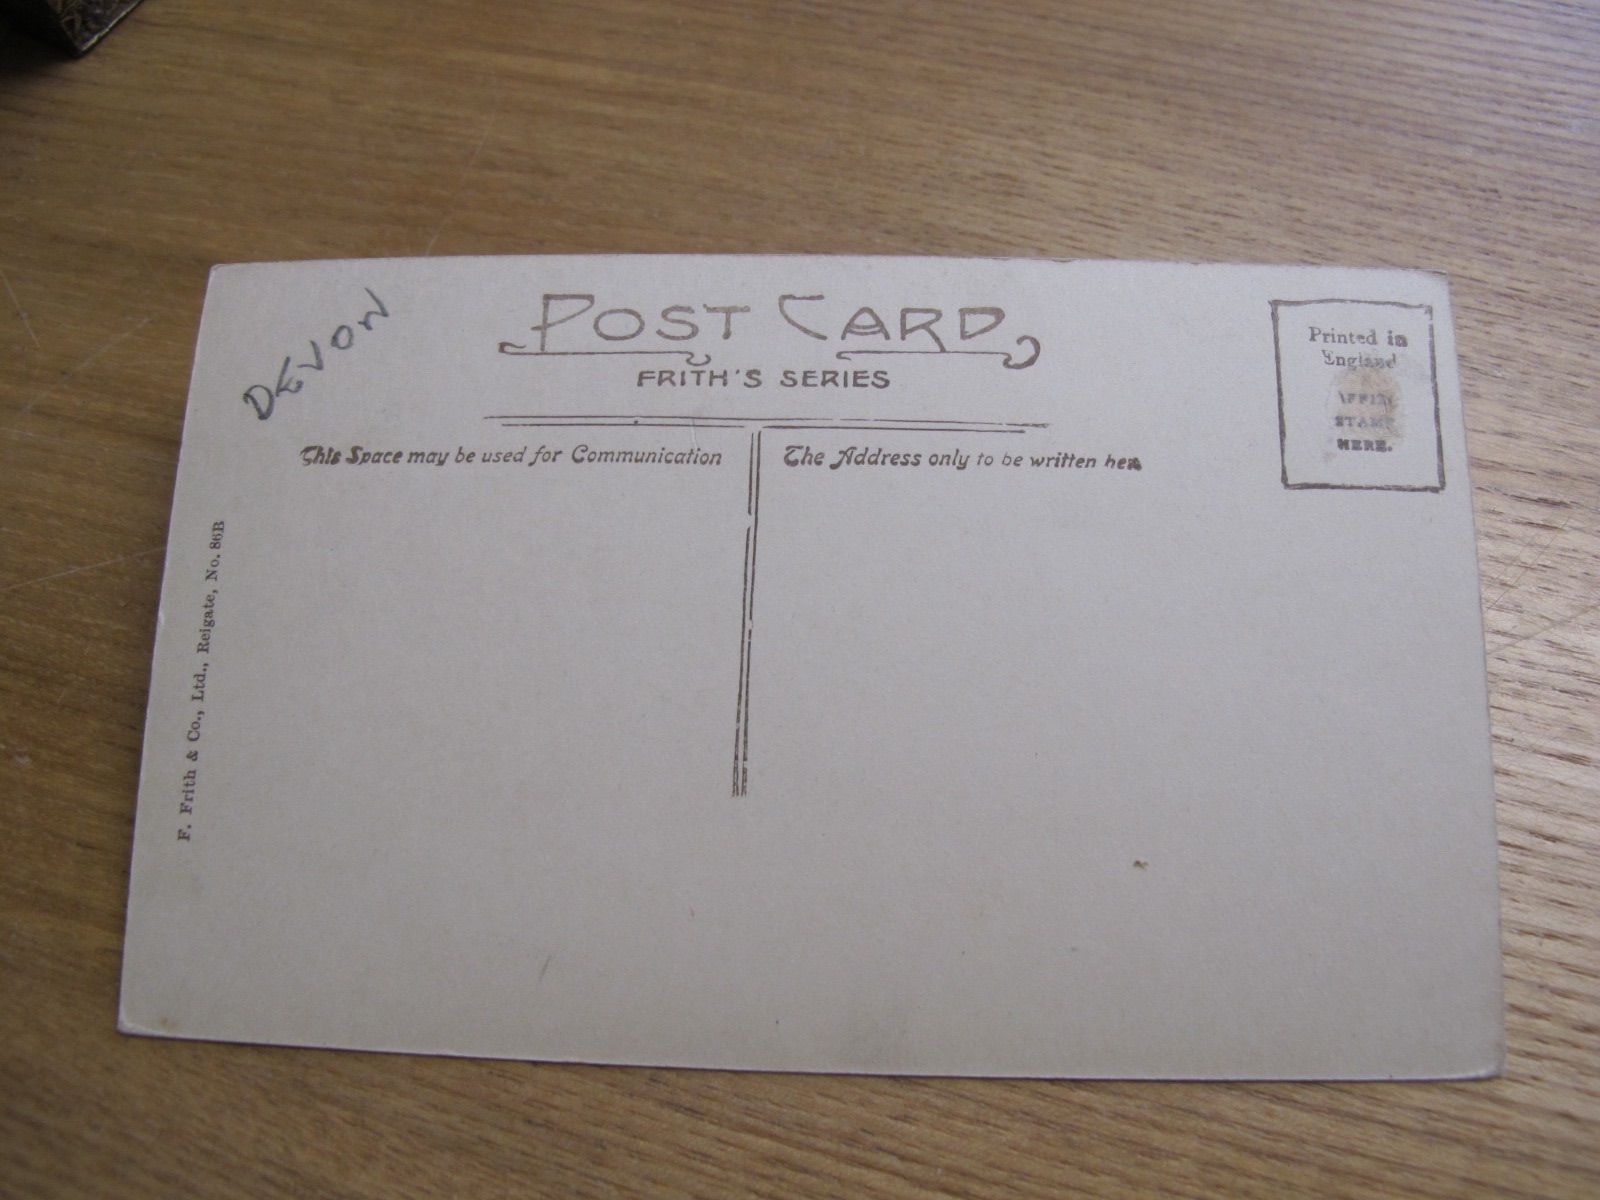 DEVON
POST CARD
FRITH'S SERIES
This Space may be used for Communication
The Address only to be written here
Printed in
England
AFFIX
STAMP
HERE.
F. Frith & Co., Ltd., Reigate, No. 86B